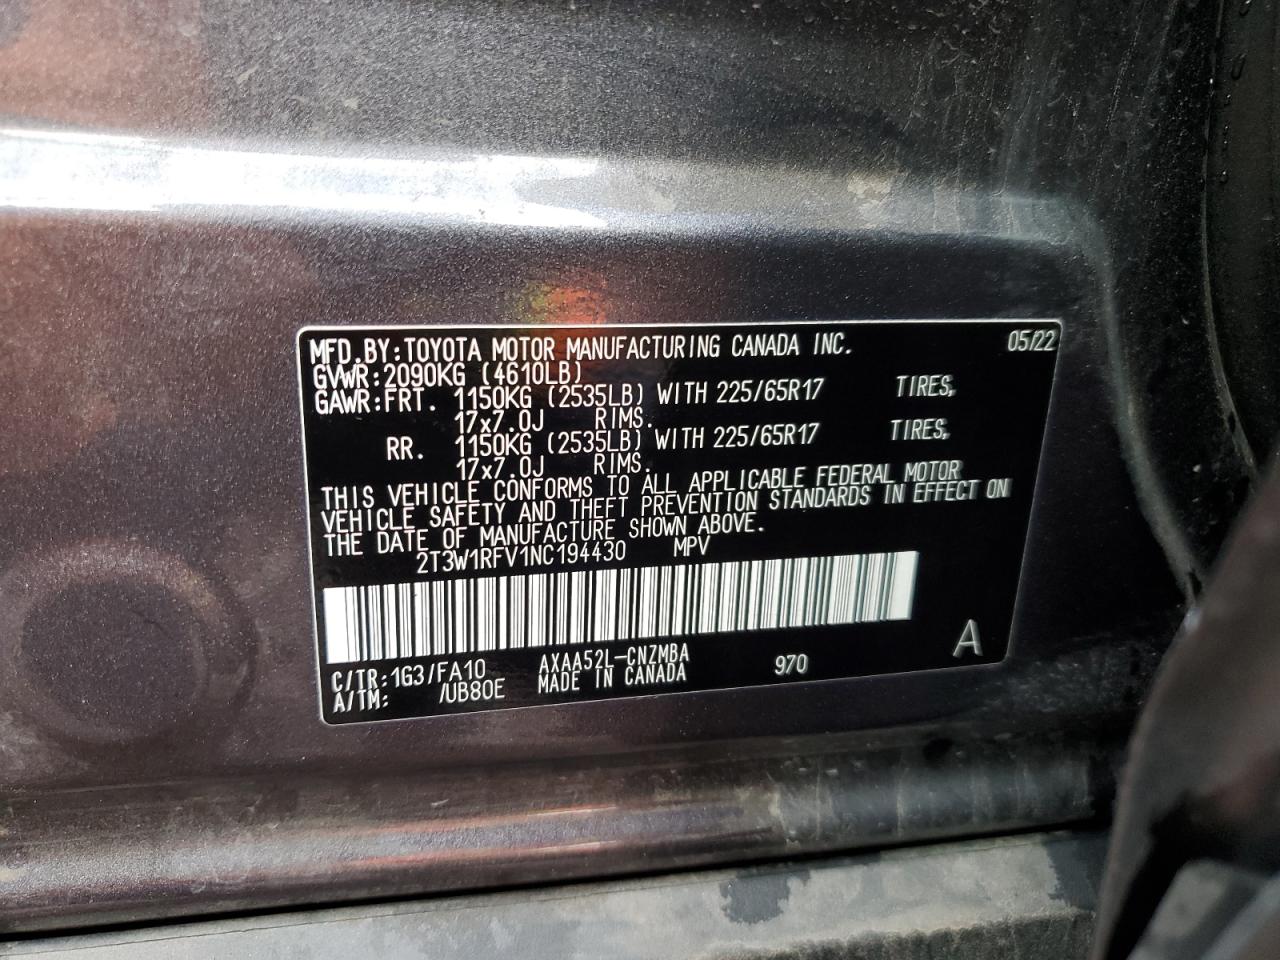 MFD.BY:TOYOTA MOTOR MANUFACTURING CANADA INC. 05/22
GVWR:2090KG (4610LB)
GAWR:FRT. 1150KG (2535LB) WITH 225/65R17 TIRES,
17x7.0J RIMS.
RR. 1150KG (2535LB) WITH 225/65R17 TIRES,
17x7.0J RIMS.
THIS VEHICLE CONFORMS TO ALL APPLICABLE FEDERAL MOTOR
VEHICLE SAFETY AND THEFT PREVENTION STANDARDS IN EFFECT ON
THE DATE OF MANUFACTURE SHOWN ABOVE.
2T3W1RFV1NC194430 MPV
C/TR:1G3/FA10 AXAA52L-CNZMBA 970 A
A/TM: /UB80E MADE IN CANADA